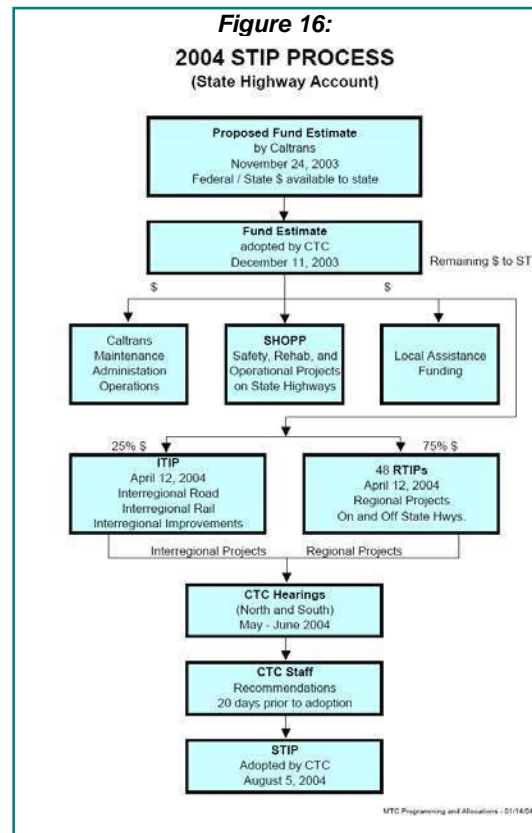 Figure 16:
2004 STIP PROCESS
(State Highway Account)
Proposed Fund Estimate
by Caltrans
November 24, 2003
Federal / State $ available to state
Fund Estimate
adopted by CTC
December 11, 2003
Remaining $ to ST
$ $
Caltrans
Maintenance
Administation
Operations
SHOPP
Safety, Rehab, and
Operational Projects
on State Highways
Local Assistance
Funding
25% $ 75% $
ITIP
April 12, 2004
Interregional Road
Interregional Rail
Interregional Improvements
48 RTIPs
April 12, 2004
Regional Projects
On and Off State Hwys.
Interregional Projects Regional Projects
CTC Hearings
(North and South)
May - June 2004
CTC Staff
Recommendations
20 days prior to adoption
STIP
Adopted by CTC
August 5, 2004
MTC Programming and Allocations - 01/14/04